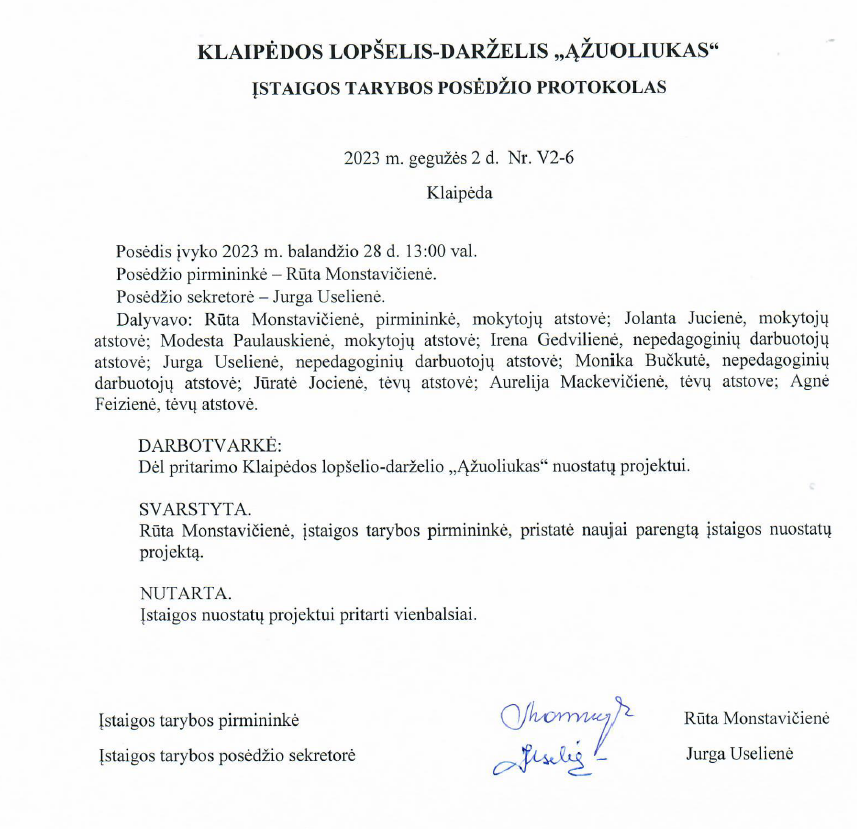 KLAIPĖDOS LOPŠELIS-DARŽELIS „ĄŽUOLIUKAS“
ĮSTAIGOS TARYBOS POSĖDŽIO PROTOKOLAS
2023 m. gegužės 2 d. Nr. V2-6
Klaipėda
Posėdis įvyko 2023 m. balandžio 28 d. 13:00 val.
Posėdžio pirmininkė – Rūta Monstavičienė.
Posėdžio sekretorė – Jurga Uselienė.
Dalyvavo: Rūta Monstavičienė, pirmininkė, mokytojų atstovė; Jolanta Jucienė, mokytojų
atstovė; Modesta Paulauskienė, mokytojų atstovė; Irena Gedvilienė, nepedagoginių darbuotojų
atstovė; Jurga Uselienė, nepedagoginių darbuotojų atstovė; Monika Bučkutė, nepedagoginių
darbuotojų atstovė; Jūratė Jocienė, tėvų atstovė; Aurelija Mackevičienė, tėvų atstove; Agnė
Feizienė, tėvų atstovė.
DARBOTVARKĖ:
Dėl pritarimo Klaipėdos lopšelio-darželio „Ąžuoliukas“ nuostatų projektui.
SVARSTYTA.
Rūta Monstavičienė, įstaigos tarybos pirmininkė, pristatė naujai parengtą įstaigos nuostatų
projektą.
NUTARTA.
Įstaigos nuostatų projektui pritarti vienbalsiai.
Įstaigos tarybos pirmininkė Rūta Monstavičienė
Įstaigos tarybos posėdžio sekretorė Jurga Uselienė